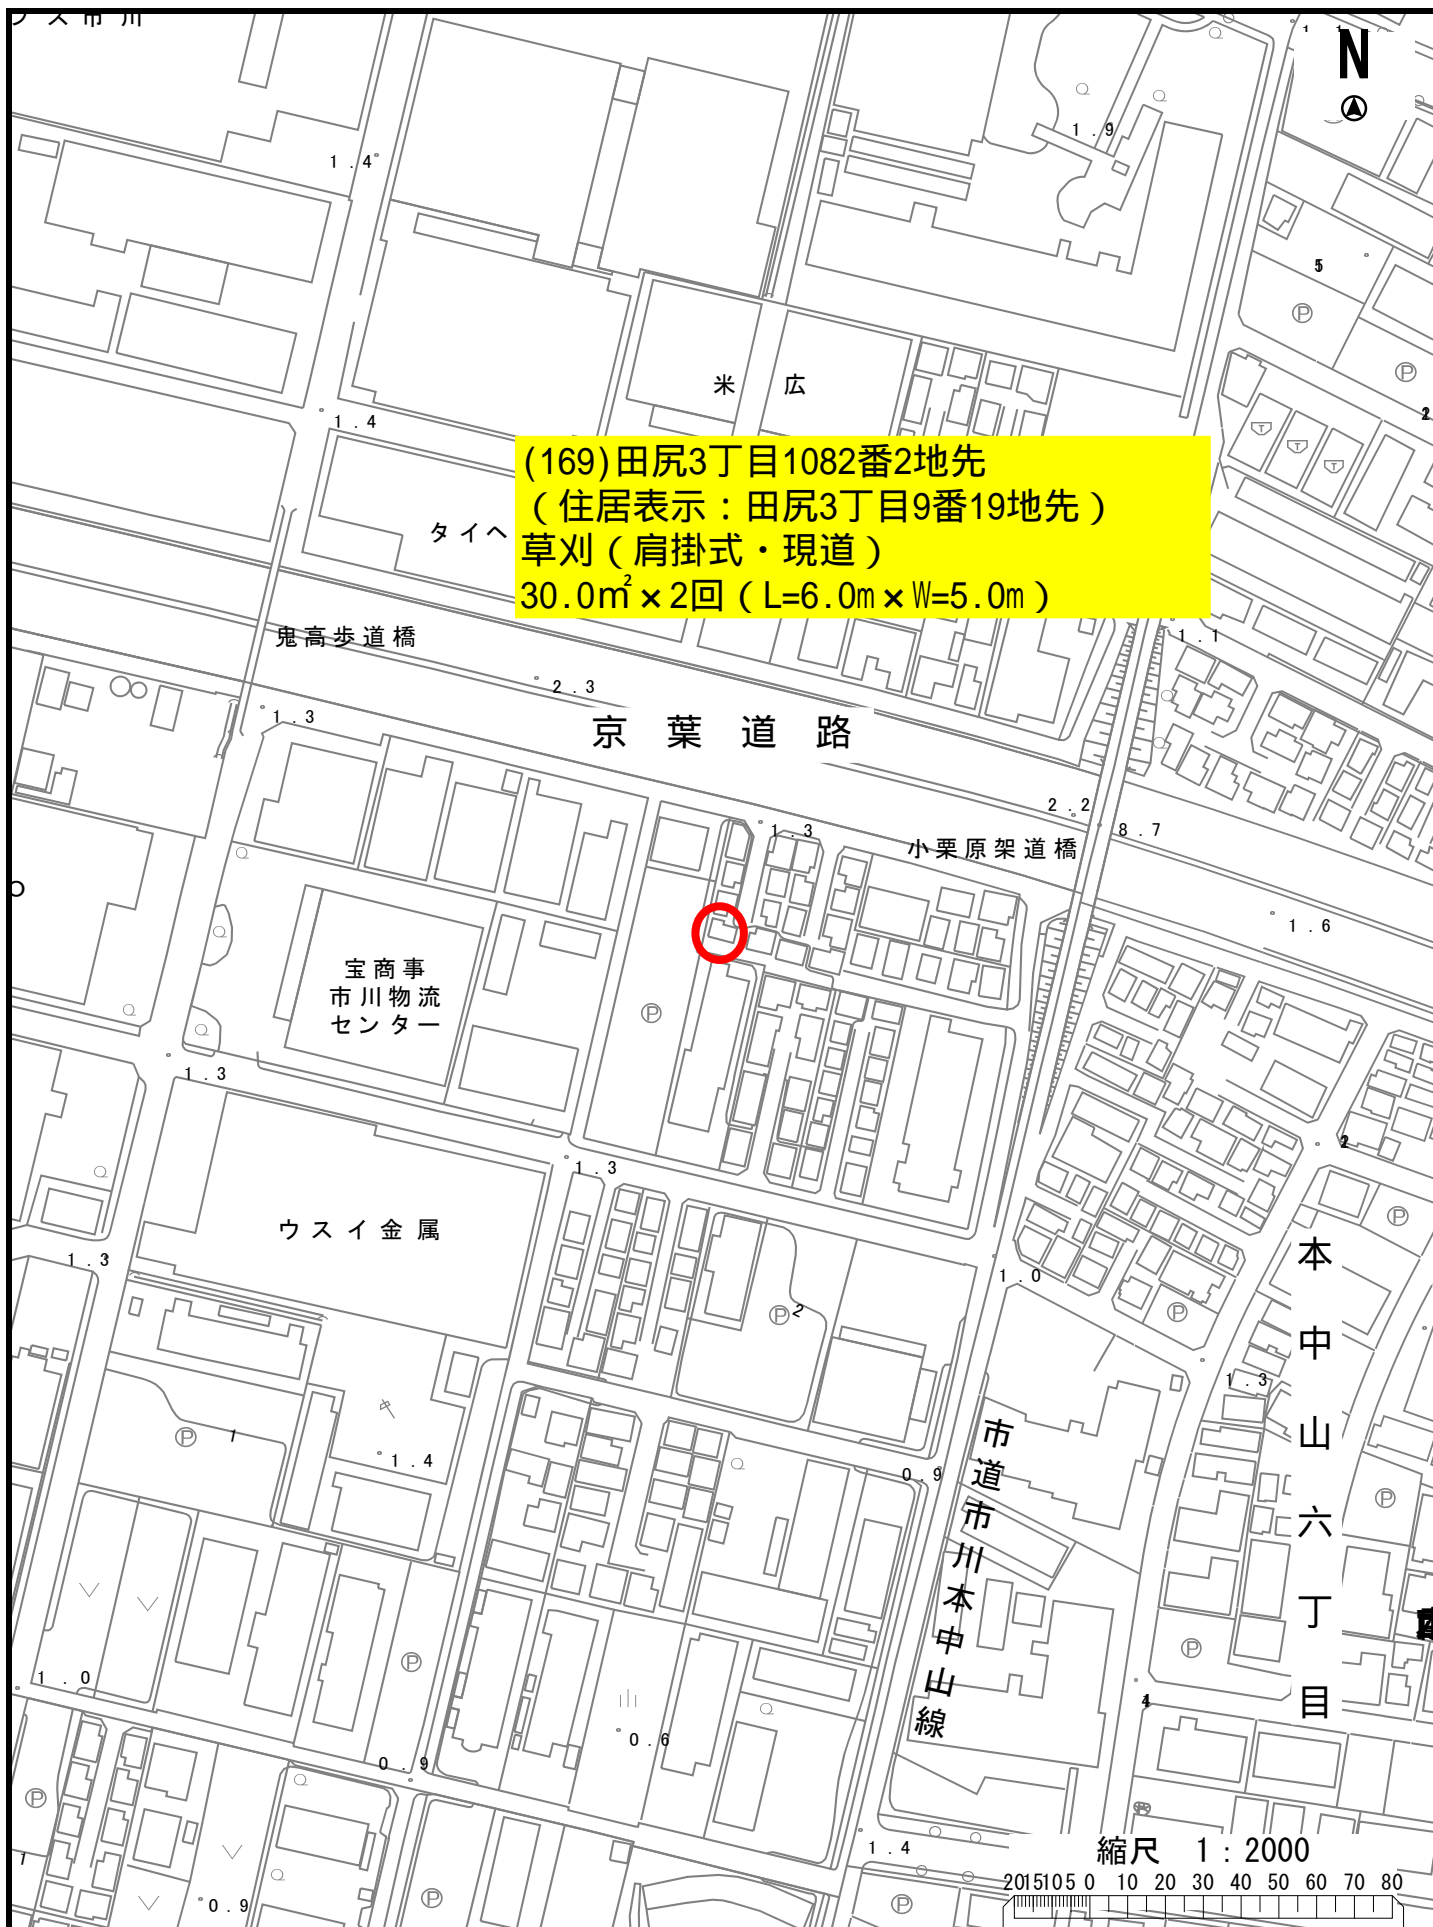 N
1.4
1.9
米広
1.4
(169)田尻3丁目1082番2地先
（住居表示：田尻3丁目9番19地先）
草刈（肩掛式・現道）
30.0㎡×2回（L=6.0m×W=5.0m）
タイヘ
鬼高歩道橋
1.1
2.3
1.3
京葉道路
2.2
1.3
8.7
小栗原架道橋
1.6
宝商事
市川物流
センター
P
1.3
1.3
ウスイ金属
P
1.3
1.0
P
P 2
本中山六丁目
1.3
P 1
1.4
市道市川本中山線
0.9
P
P
P
1.0
0.6
0.9
P
1.4
P
P
0.9
縮尺 1:2000
20 15 10 5 0 10 20 30 40 50 60 70 80